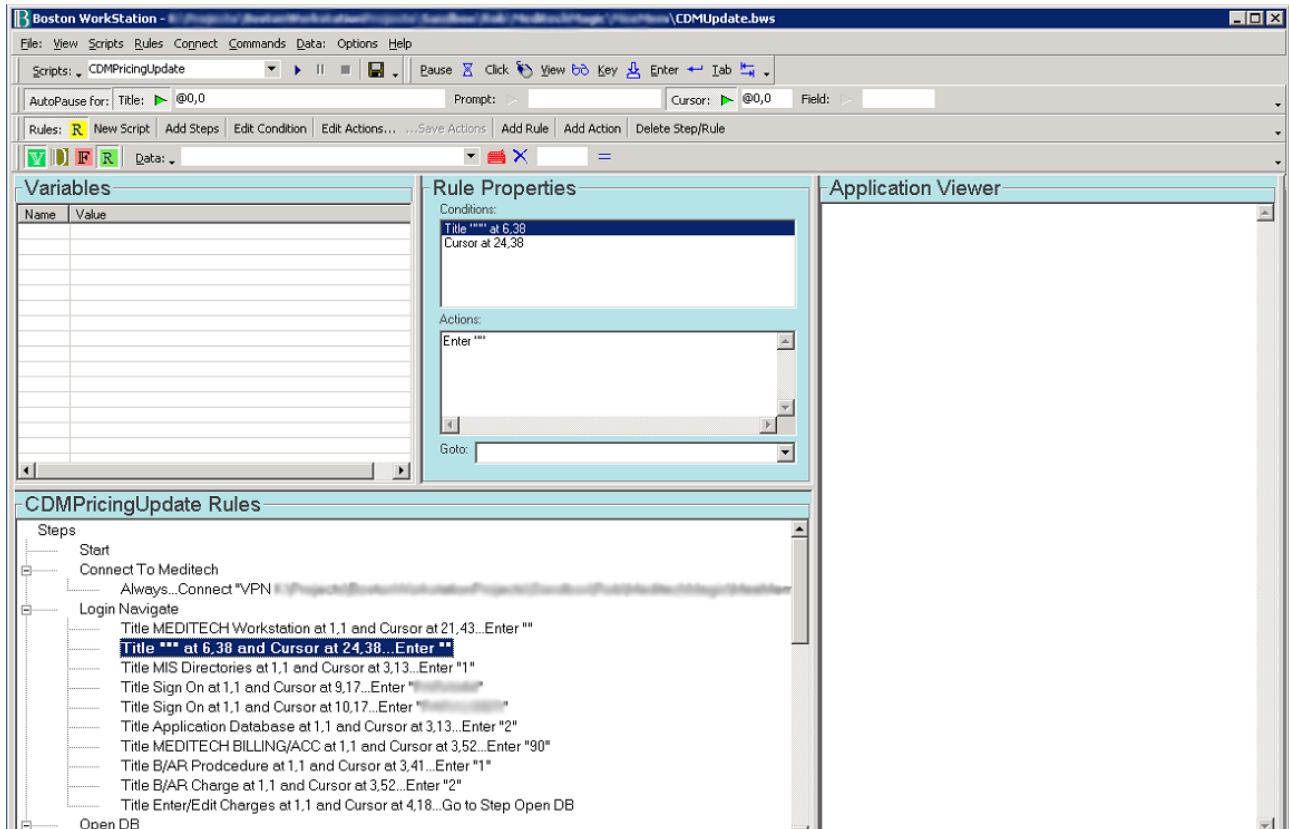 Boston WorkStation - \CDMUpdate.bws
File: View Scripts Rules Connect Commands Data: Options Help
Scripts: CDMPricingUpdate Pause Click View Key Enter Tab
AutoPause for: Title: @0,0 Prompt: Cursor: @0,0 Field:
Rules: R New Script Add Steps Edit Condition Edit Actions... ...Save Actions Add Rule Add Action Delete Step/Rule
V F R Data: =
Variables
Name Value
Rule Properties
Conditions:
Title """ at 6,38
Cursor at 24,38
Actions:
Enter ""
Goto:
Application Viewer
CDMPricingUpdate Rules
Steps
Start
Connect To Meditech
Always...Connect "VPN
Login Navigate
Title MEDITECH Workstation at 1,1 and Cursor at 21,43...Enter ""
Title """ at 6,38 and Cursor at 24,38...Enter ""
Title MIS Directories at 1,1 and Cursor at 3,13...Enter "1"
Title Sign On at 1,1 and Cursor at 9,17...Enter " "
Title Sign On at 1,1 and Cursor at 10,17...Enter " "
Title Application Database at 1,1 and Cursor at 3,13...Enter "2"
Title MEDITECH BILLING/ACC at 1,1 and Cursor at 3,52...Enter "90"
Title B/AR Prodcedure at 1,1 and Cursor at 3,41...Enter "1"
Title B/AR Charge at 1,1 and Cursor at 3,52...Enter "2"
Title Enter/Edit Charges at 1,1 and Cursor at 4,18...Go to Step Open DB
Open DB